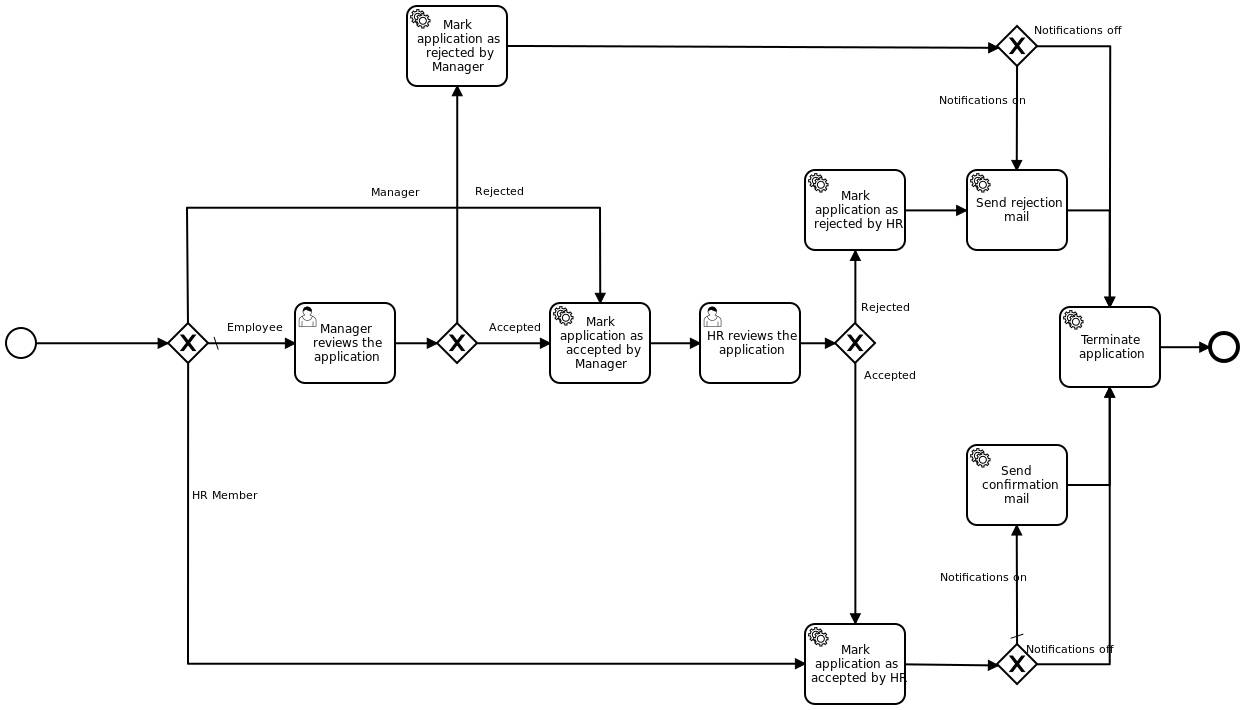 Mark
application as
rejected by
Manager
Notifications off
Notifications on
Manager
Rejected
Mark
application as
rejected by HR
Send rejection
mail
Employee
Manager
reviews the
application
Accepted
Mark
application as
accepted by
Manager
HR reviews the
application
Rejected
Accepted
Terminate
application
HR Member
Send
confirmation
mail
Notifications on
Mark
application as
accepted by HR
Notifications off